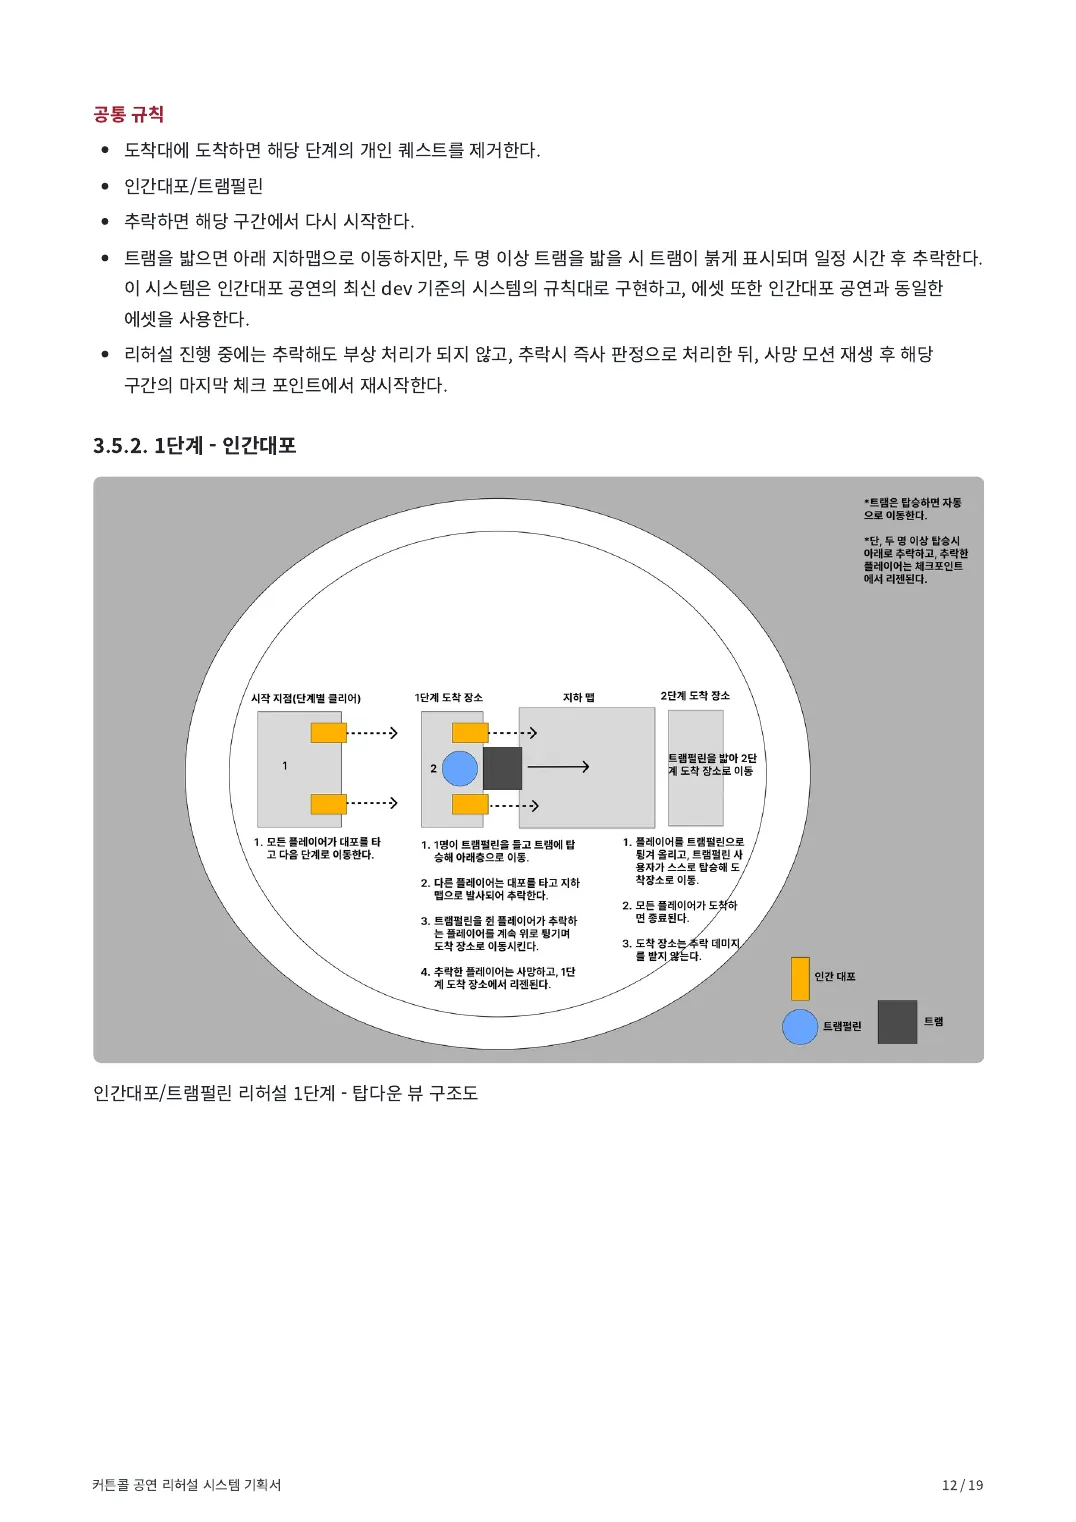 공통 규칙
• 도착대에 도착하면 해당 단계의 개인 퀘스트를 제거한다.
• 인간대포/트램펄린
• 추락하면 해당 구간에서 다시 시작한다.
• 트램을 밟으면 아래 지하맵으로 이동하지만, 두 명 이상 트램을 밟을 시 트램이 붉게 표시되며 일정 시간 후 추락한다.
이 시스템은 인간대포 공연의 최신 dev 기준의 시스템의 규칙대로 구현하고, 에셋 또한 인간대포 공연과 동일한
에셋을 사용한다.
• 리허설 진행 중에는 추락해도 부상 처리가 되지 않고, 추락시 즉사 판정으로 처리한 뒤, 사망 모션 재생 후 해당
구간의 마지막 체크 포인트에서 재시작한다.
3.5.2. 1단계 - 인간대포
*트램은 탑승하면 자동
으로 이동한다.
*단, 두 명 이상 탑승시
아래로 추락하고, 추락한
플레이어는 체크포인트
에서 리젠된다.
시작 지점(단계별 클리어)
1
1. 모든 플레이어가 대포를 타
고 다음 단계로 이동한다.
1단계 도착 장소
2
1. 1명이 트램펄린을 들고 트램에 탑
승해 아래층으로 이동.
2. 다른 플레이어는 대포를 타고 지하
맵으로 발사되어 추락한다.
3. 트램펄린을 쥔 플레이어가 추락하
는 플레이어를 계속 위로 튕기며
도착 장소로 이동시킨다.
4. 추락한 플레이어는 사망하고, 1단
계 도착 장소에서 리젠된다.
지하 맵
2단계 도착 장소
트램펄린을 밟아 2단
계 도착 장소로 이동
1. 플레이어를 트램펄린으로
튕겨 올리고, 트램펄린 사
용자가 스스로 탑승해 도
착장소로 이동.
2. 모든 플레이어가 도착하
면 종료된다.
3. 도착 장소는 추락 데미지
를 받지 않는다.
인간 대포
트램펄린
트램
인간대포/트램펄린 리허설 1단계 - 탑다운 뷰 구조도
커튼콜 공연 리허설 시스템 기획서
12 / 19